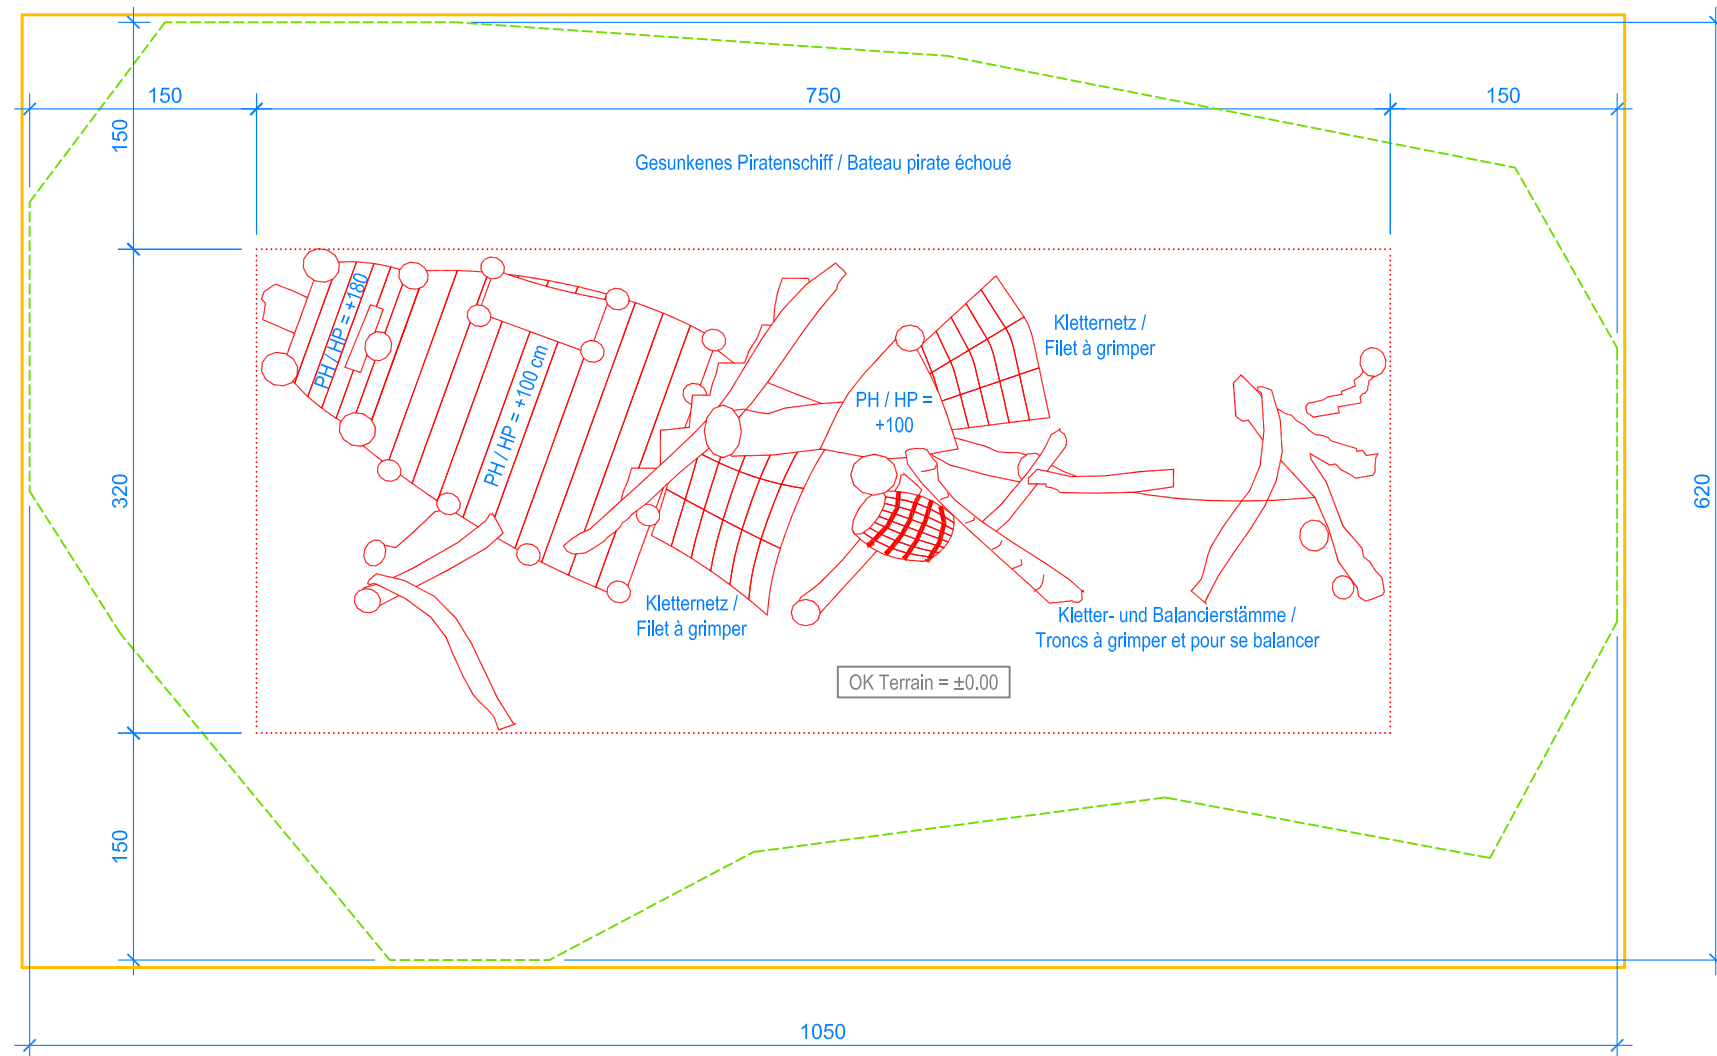 150
750
150
150
Gesunkenes Piratenschiff / Bateau pirate échoué
PH / HP = +180
PH / HP = +100 cm
Kletternetz /
Filet à grimper
PH / HP =
+100
320
620
Kletternetz /
Filet à grimper
Kletter- und Balancierstämme /
Troncs à grimper et pour se balancer
OK Terrain = ±0.00
150
1050